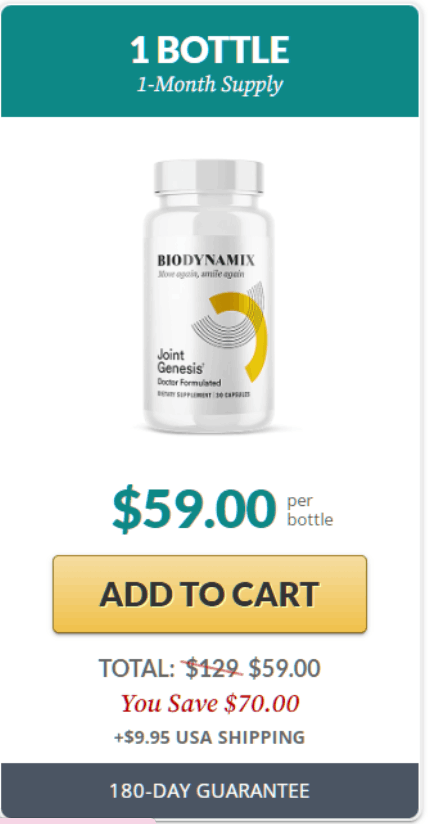 1 BOTTLE
1-Month Supply
BIODYNAMIX
Move again, smile again
Joint
Genesis
Doctor Formulated
DIETARY SUPPLEMENT | 30 CAPSULES
$59.00 per
bottle
ADD TO CART
TOTAL: $129 $59.00
You Save $70.00
+$9.95 USA SHIPPING
180-DAY GUARANTEE